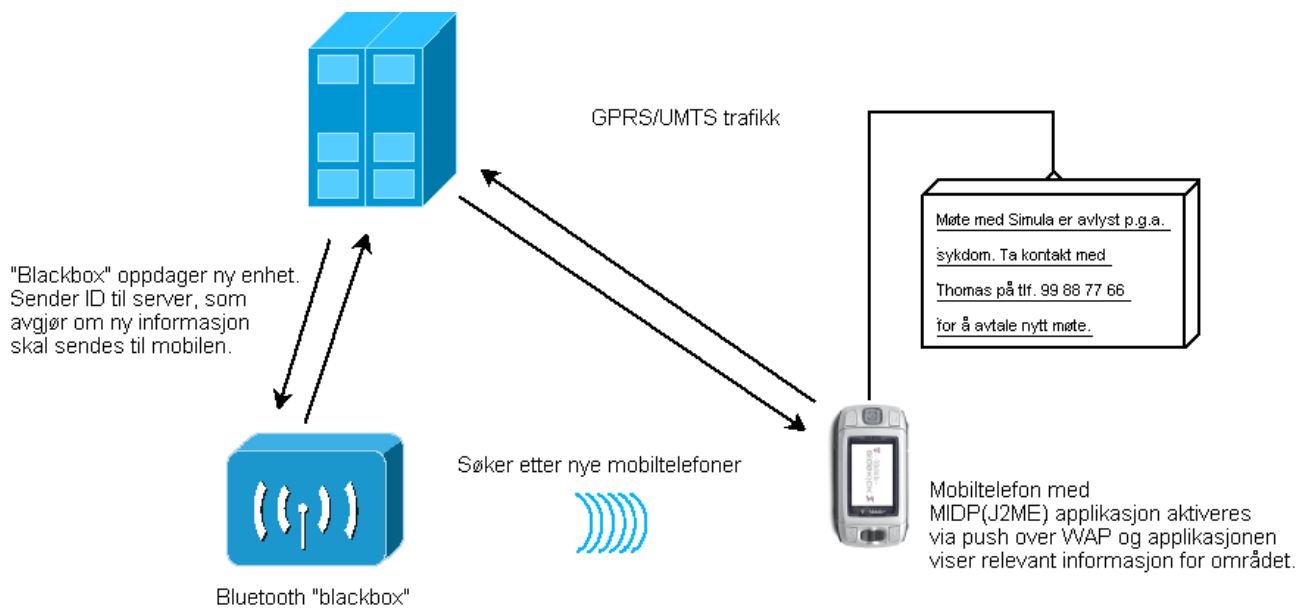 GPRS/UMTS trafikk
Møte med Simula er avlyst p.g.a.
sykdom. Ta kontakt med
Thomas på tlf. 99 88 77 66
for å avtale nytt møte.
"Blackbox" oppdager ny enhet.
Sender ID til server, som
avgjør om ny informasjon
skal sendes til mobilen.
Søker etter nye mobiltelefoner
Mobiltelefon med
MIDP(J2ME) applikasjon aktiveres
via push over WAP og applikasjonen
viser relevant informasjon for området.
Bluetooth "blackbox"